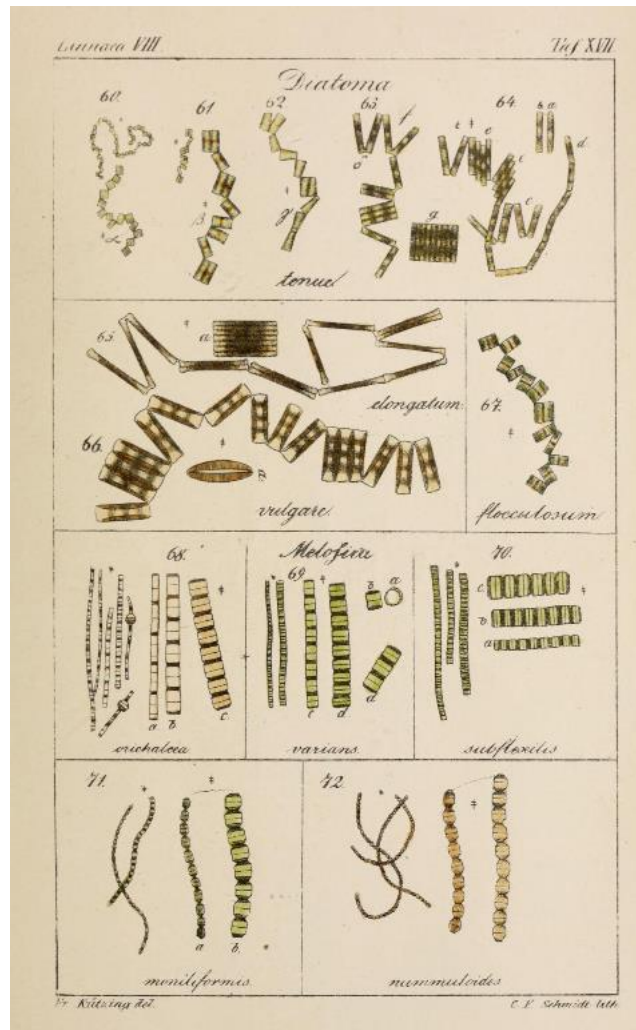 Linnaea VIII. Taf. XVII.
Diatoma
60. 61. 62. 63. 64.
α β γ δ f g e e c c b a d
tenue
65. a
elongatum
66. a
vulgare.
67.
flocculosum
Melosira
68. a b c
orichalcea
69 b a c d d
varians.
70. c. b a
subflexilis
71. a b.
moniliformis.
72.
nummuloides
Fr. Kützing del. C. F. Schmidt lith.